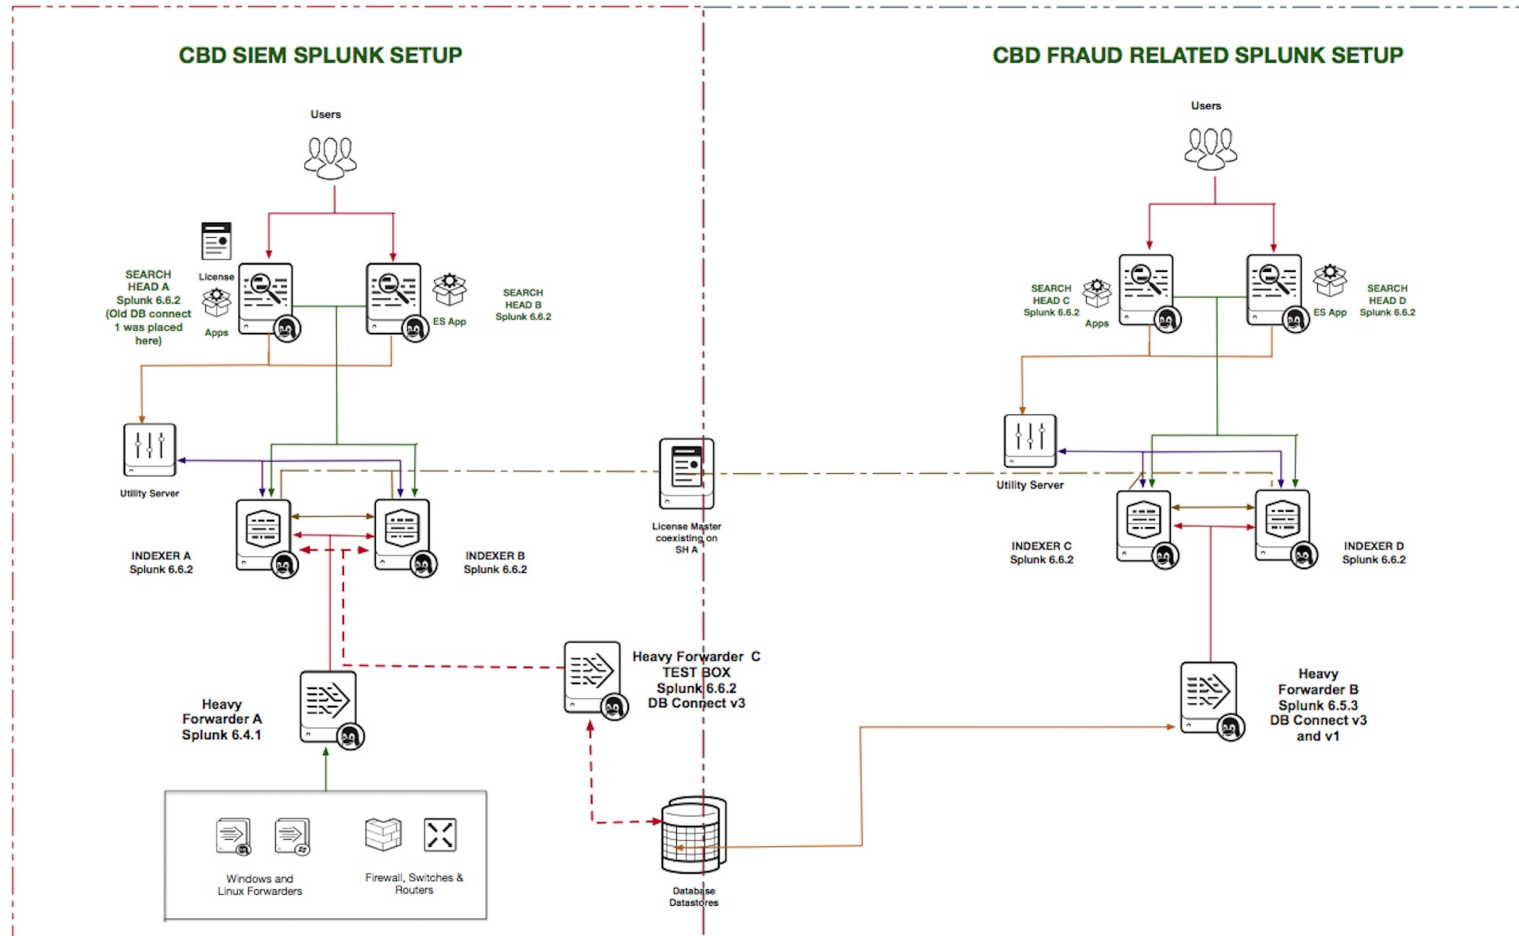 CBD SIEM SPLUNK SETUP
CBD FRAUD RELATED SPLUNK SETUP
Users
Users
License
SEARCH
HEAD A
Splunk 6.6.2
(Old DB connect
1 was placed
here)
Apps
ES App
SEARCH
HEAD B
Splunk 6.6.2
SEARCH
HEAD C
Splunk 6.6.2
Apps
ES App
SEARCH
HEAD D
Splunk 6.6.2
Utility Server
Utility Server
License Master
coexisting on
SH A
INDEXER A
Splunk 6.6.2
INDEXER B
Splunk 6.6.2
INDEXER C
Splunk 6.6.2
INDEXER D
Splunk 6.6.2
Heavy
Forwarder A
Splunk 6.4.1
Heavy Forwarder C
TEST BOX
Splunk 6.6.2
DB Connect v3
Heavy
Forwarder B
Splunk 6.5.3
DB Connect v3
and v1
Windows and
Linux Forwarders
Firewall, Switches &
Routers
Database
Datastores